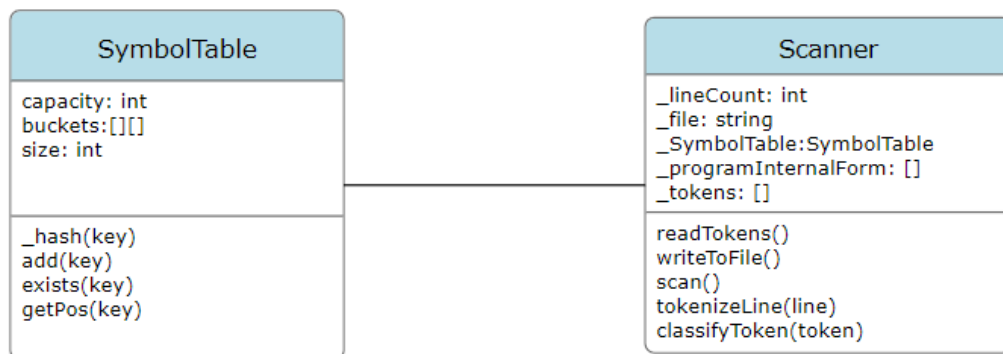 SymbolTable
capacity: int
buckets:[][]
size: int
_hash(key)
add(key)
exists(key)
getPos(key)
Scanner
_lineCount: int
_file: string
_SymbolTable:SymbolTable
_programInternalForm: []
_tokens: []
readTokens()
writeToFile()
scan()
tokenizeLine(line)
classifyToken(token)